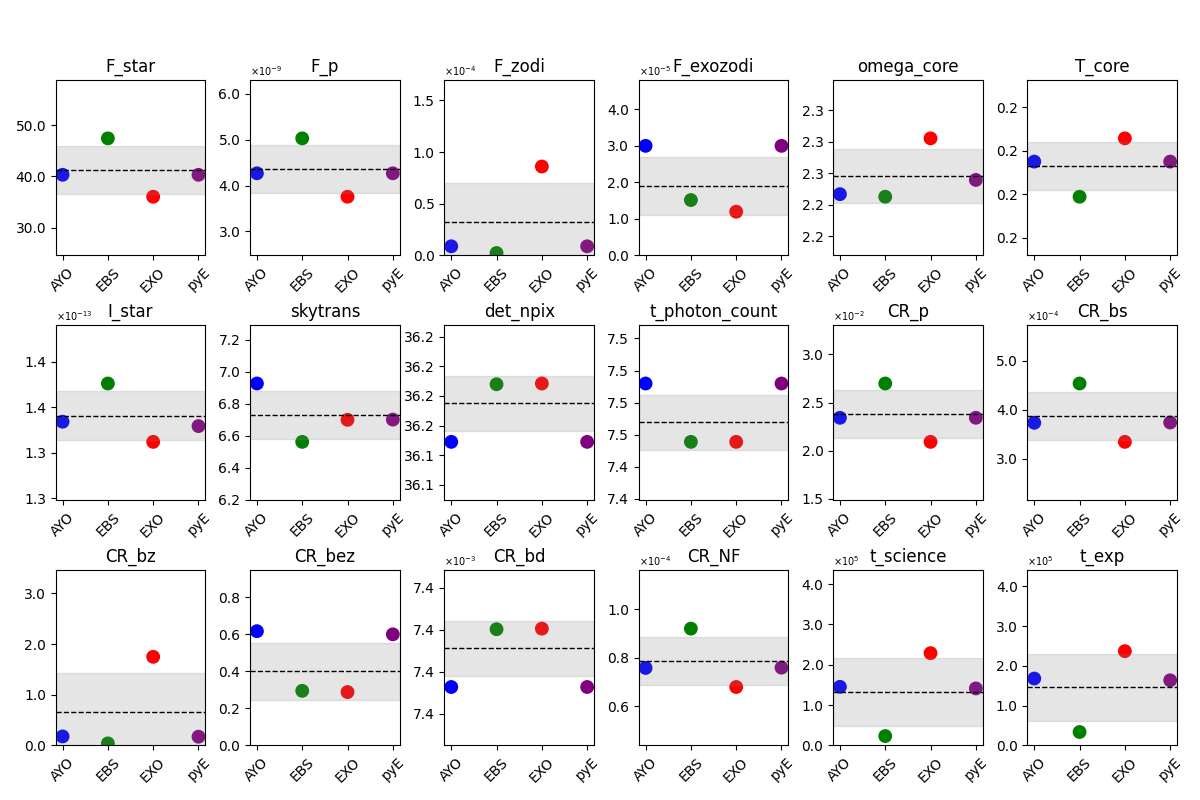 F_star
F_p
F_zodi
F_exozodi
omega_core
T_core
×10⁻⁹
×10⁻⁴
×10⁻⁵
50.0
40.0
30.0
6.0
5.0
4.0
3.0
1.5
1.0
0.5
0.0
4.0
3.0
2.0
1.0
0.0
2.3
2.3
2.3
2.2
2.2
0.2
0.2
0.2
0.2
AYO EBS EXO pyE
AYO EBS EXO pyE
AYO EBS EXO pyE
AYO EBS EXO pyE
AYO EBS EXO pyE
AYO EBS EXO pyE
I_star
skytrans
det_npix
t_photon_count
CR_p
CR_bs
×10⁻¹³
×10⁻²
×10⁻⁴
1.4
1.4
1.3
1.3
7.2
7.0
6.8
6.6
6.4
6.2
36.2
36.2
36.2
36.2
36.1
36.1
7.5
7.5
7.5
7.5
7.4
7.4
3.0
2.5
2.0
1.5
5.0
4.0
3.0
AYO EBS EXO pyE
AYO EBS EXO pyE
AYO EBS EXO pyE
AYO EBS EXO pyE
AYO EBS EXO pyE
AYO EBS EXO pyE
CR_bz
CR_bez
CR_bd
CR_NF
t_science
t_exp
×10⁻³
×10⁻⁴
×10⁵
×10⁵
3.0
2.0
1.0
0.0
0.8
0.6
0.4
0.2
0.0
7.4
7.4
7.4
7.4
1.0
0.8
0.6
4.0
3.0
2.0
1.0
0.0
4.0
3.0
2.0
1.0
0.0
AYO EBS EXO pyE
AYO EBS EXO pyE
AYO EBS EXO pyE
AYO EBS EXO pyE
AYO EBS EXO pyE
AYO EBS EXO pyE